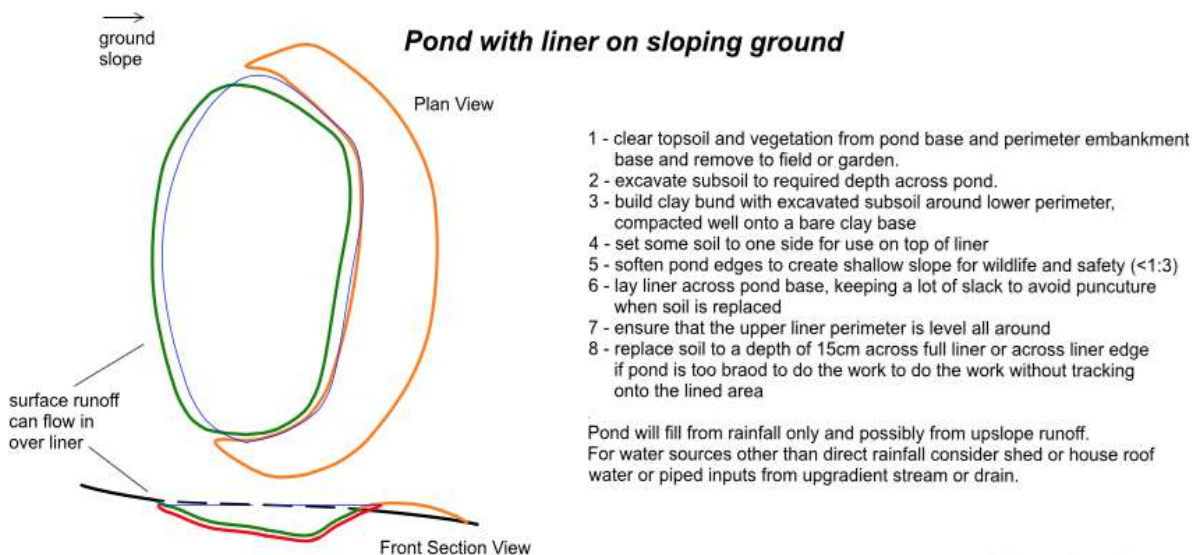 ground
slope
Pond with liner on sloping ground
Plan View
1 - clear topsoil and vegetation from pond base and perimeter embankment
base and remove to field or garden.
2 - excavate subsoil to required depth across pond.
3 - build clay bund with excavated subsoil around lower perimeter,
compacted well onto a bare clay base
4 - set some soil to one side for use on top of liner
5 - soften pond edges to create shallow slope for wildlife and safety (<1:3)
6 - lay liner across pond base, keeping a lot of slack to avoid puncuture
when soil is replaced
7 - ensure that the upper liner perimeter is level all around
8 - replace soil to a depth of 15cm across full liner or across liner edge
if pond is too braod to do the work to do the work without tracking
onto the lined area
surface runoff
can flow in
over liner
Pond will fill from rainfall only and possibly from upslope runoff.
For water sources other than direct rainfall consider shed or house roof
water or piped inputs from upgradient stream or drain.
Front Section View